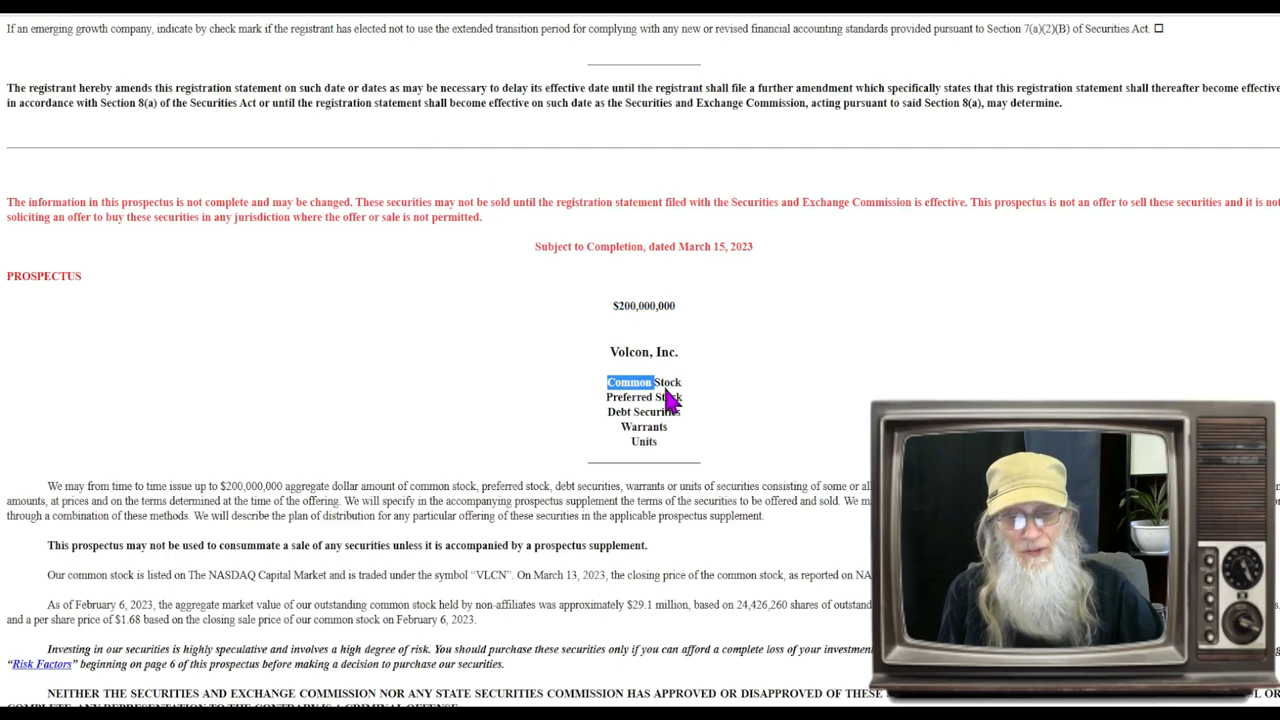 If an emerging growth company, indicate by check mark if the registrant has elected not to use the extended transition period for complying with any new or revised financial accounting standards provided pursuant to Section 7(a)(2)(B) of Securities Act. ☐
The registrant hereby amends this registration statement on such date or dates as may be necessary to delay its effective date until the registrant shall file a further amendment which specifically states that this registration statement shall thereafter become effective
in accordance with Section 8(a) of the Securities Act or until the registration statement shall become effective on such date as the Securities and Exchange Commission, acting pursuant to said Section 8(a), may determine.
The information in this prospectus is not complete and may be changed. These securities may not be sold until the registration statement filed with the Securities and Exchange Commission is effective. This prospectus is not an offer to sell these securities and it is not
soliciting an offer to buy these securities in any jurisdiction where the offer or sale is not permitted.
Subject to Completion, dated March 15, 2023
PROSPECTUS
$200,000,000
Volcon, Inc.
Common Stock
Preferred Stock
Debt Securities
Warrants
Units
We may from time to time issue up to $200,000,000 aggregate dollar amount of common stock, preferred stock, debt securities, warrants or units of securities consisting of some or al
amounts, at prices and on the terms determined at the time of the offering. We will specify in the accompanying prospectus supplement the terms of the securities to be offered and sold. We m
through a combination of these methods. We will describe the plan of distribution for any particular offering of these securities in the applicable prospectus supplement.
This prospectus may not be used to consummate a sale of any securities unless it is accompanied by a prospectus supplement.
Our common stock is listed on The NASDAQ Capital Market and is traded under the symbol “VLCN”. On March 13, 2023, the closing price of the common stock, as reported on NA
As of February 6, 2023, the aggregate market value of our outstanding common stock held by non-affiliates was approximately $29.1 million, based on 24,426,260 shares of outstand
and a per share price of $1.68 based on the closing sale price of our common stock on February 6, 2023.
Investing in our securities is highly speculative and involves a high degree of risk. You should purchase these securities only if you can afford a complete loss of your investment
“Risk Factors” beginning on page 6 of this prospectus before making a decision to purchase our securities.
NEITHER THE SECURITIES AND EXCHANGE COMMISSION NOR ANY STATE SECURITIES COMMISSION HAS APPROVED OR DISAPPROVED OF THESE